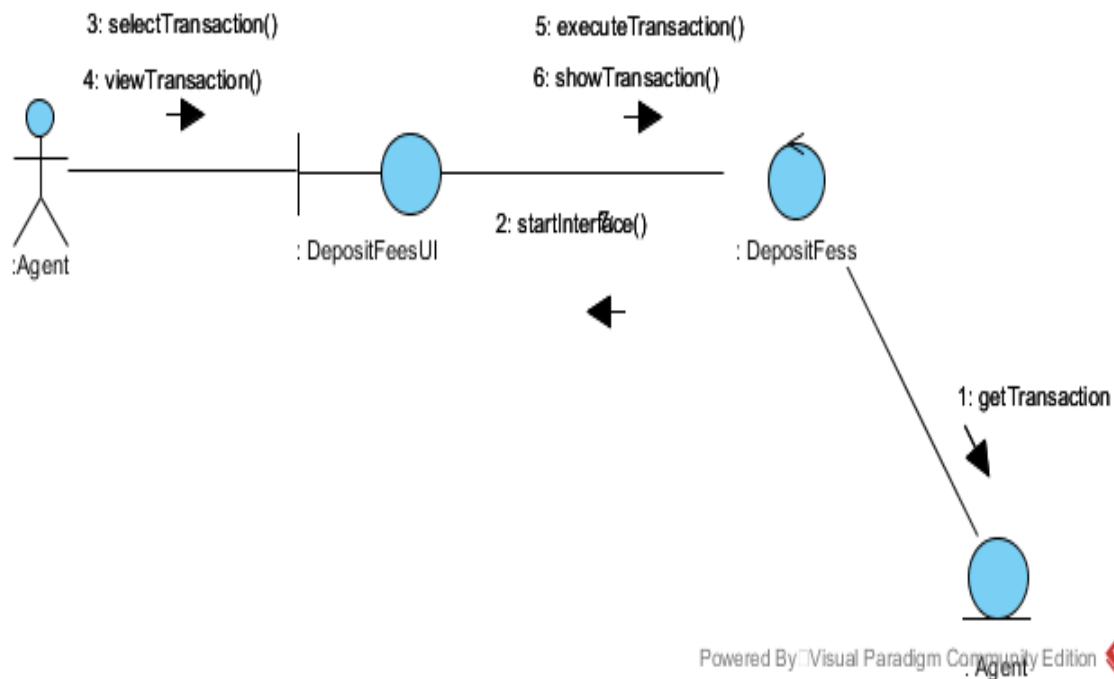 3: selectTransaction()
5: executeTransaction()
4: viewTransaction()
6: showTransaction()
2: startInterface()
:Agent
: DepositFeesUI
: DepositFess
1: getTransaction
Powered By Visual Paradigm Community Edition
: Agent